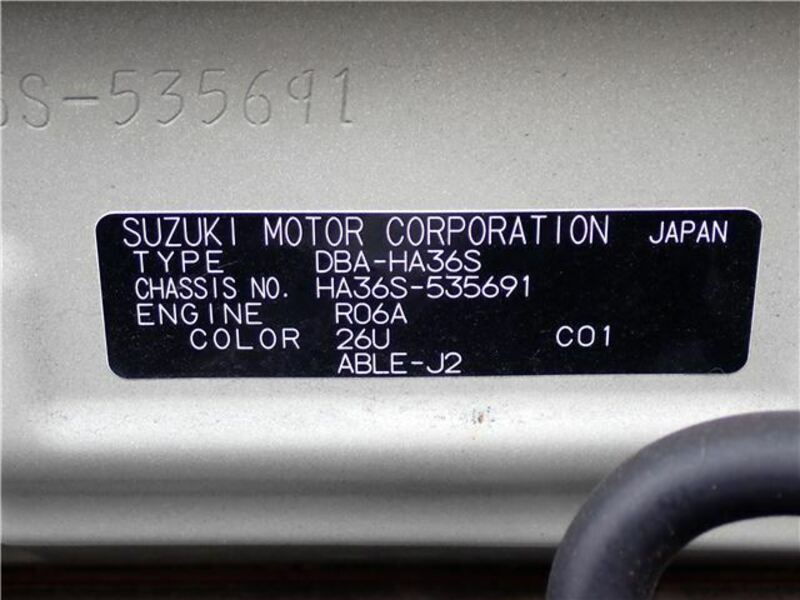 6S-535691
SUZUKI MOTOR CORPORATION JAPAN
TYPE DBA-HA36S
CHASSIS NO. HA36S-535691
ENGINE R06A
COLOR 26U C01
ABLE-J2